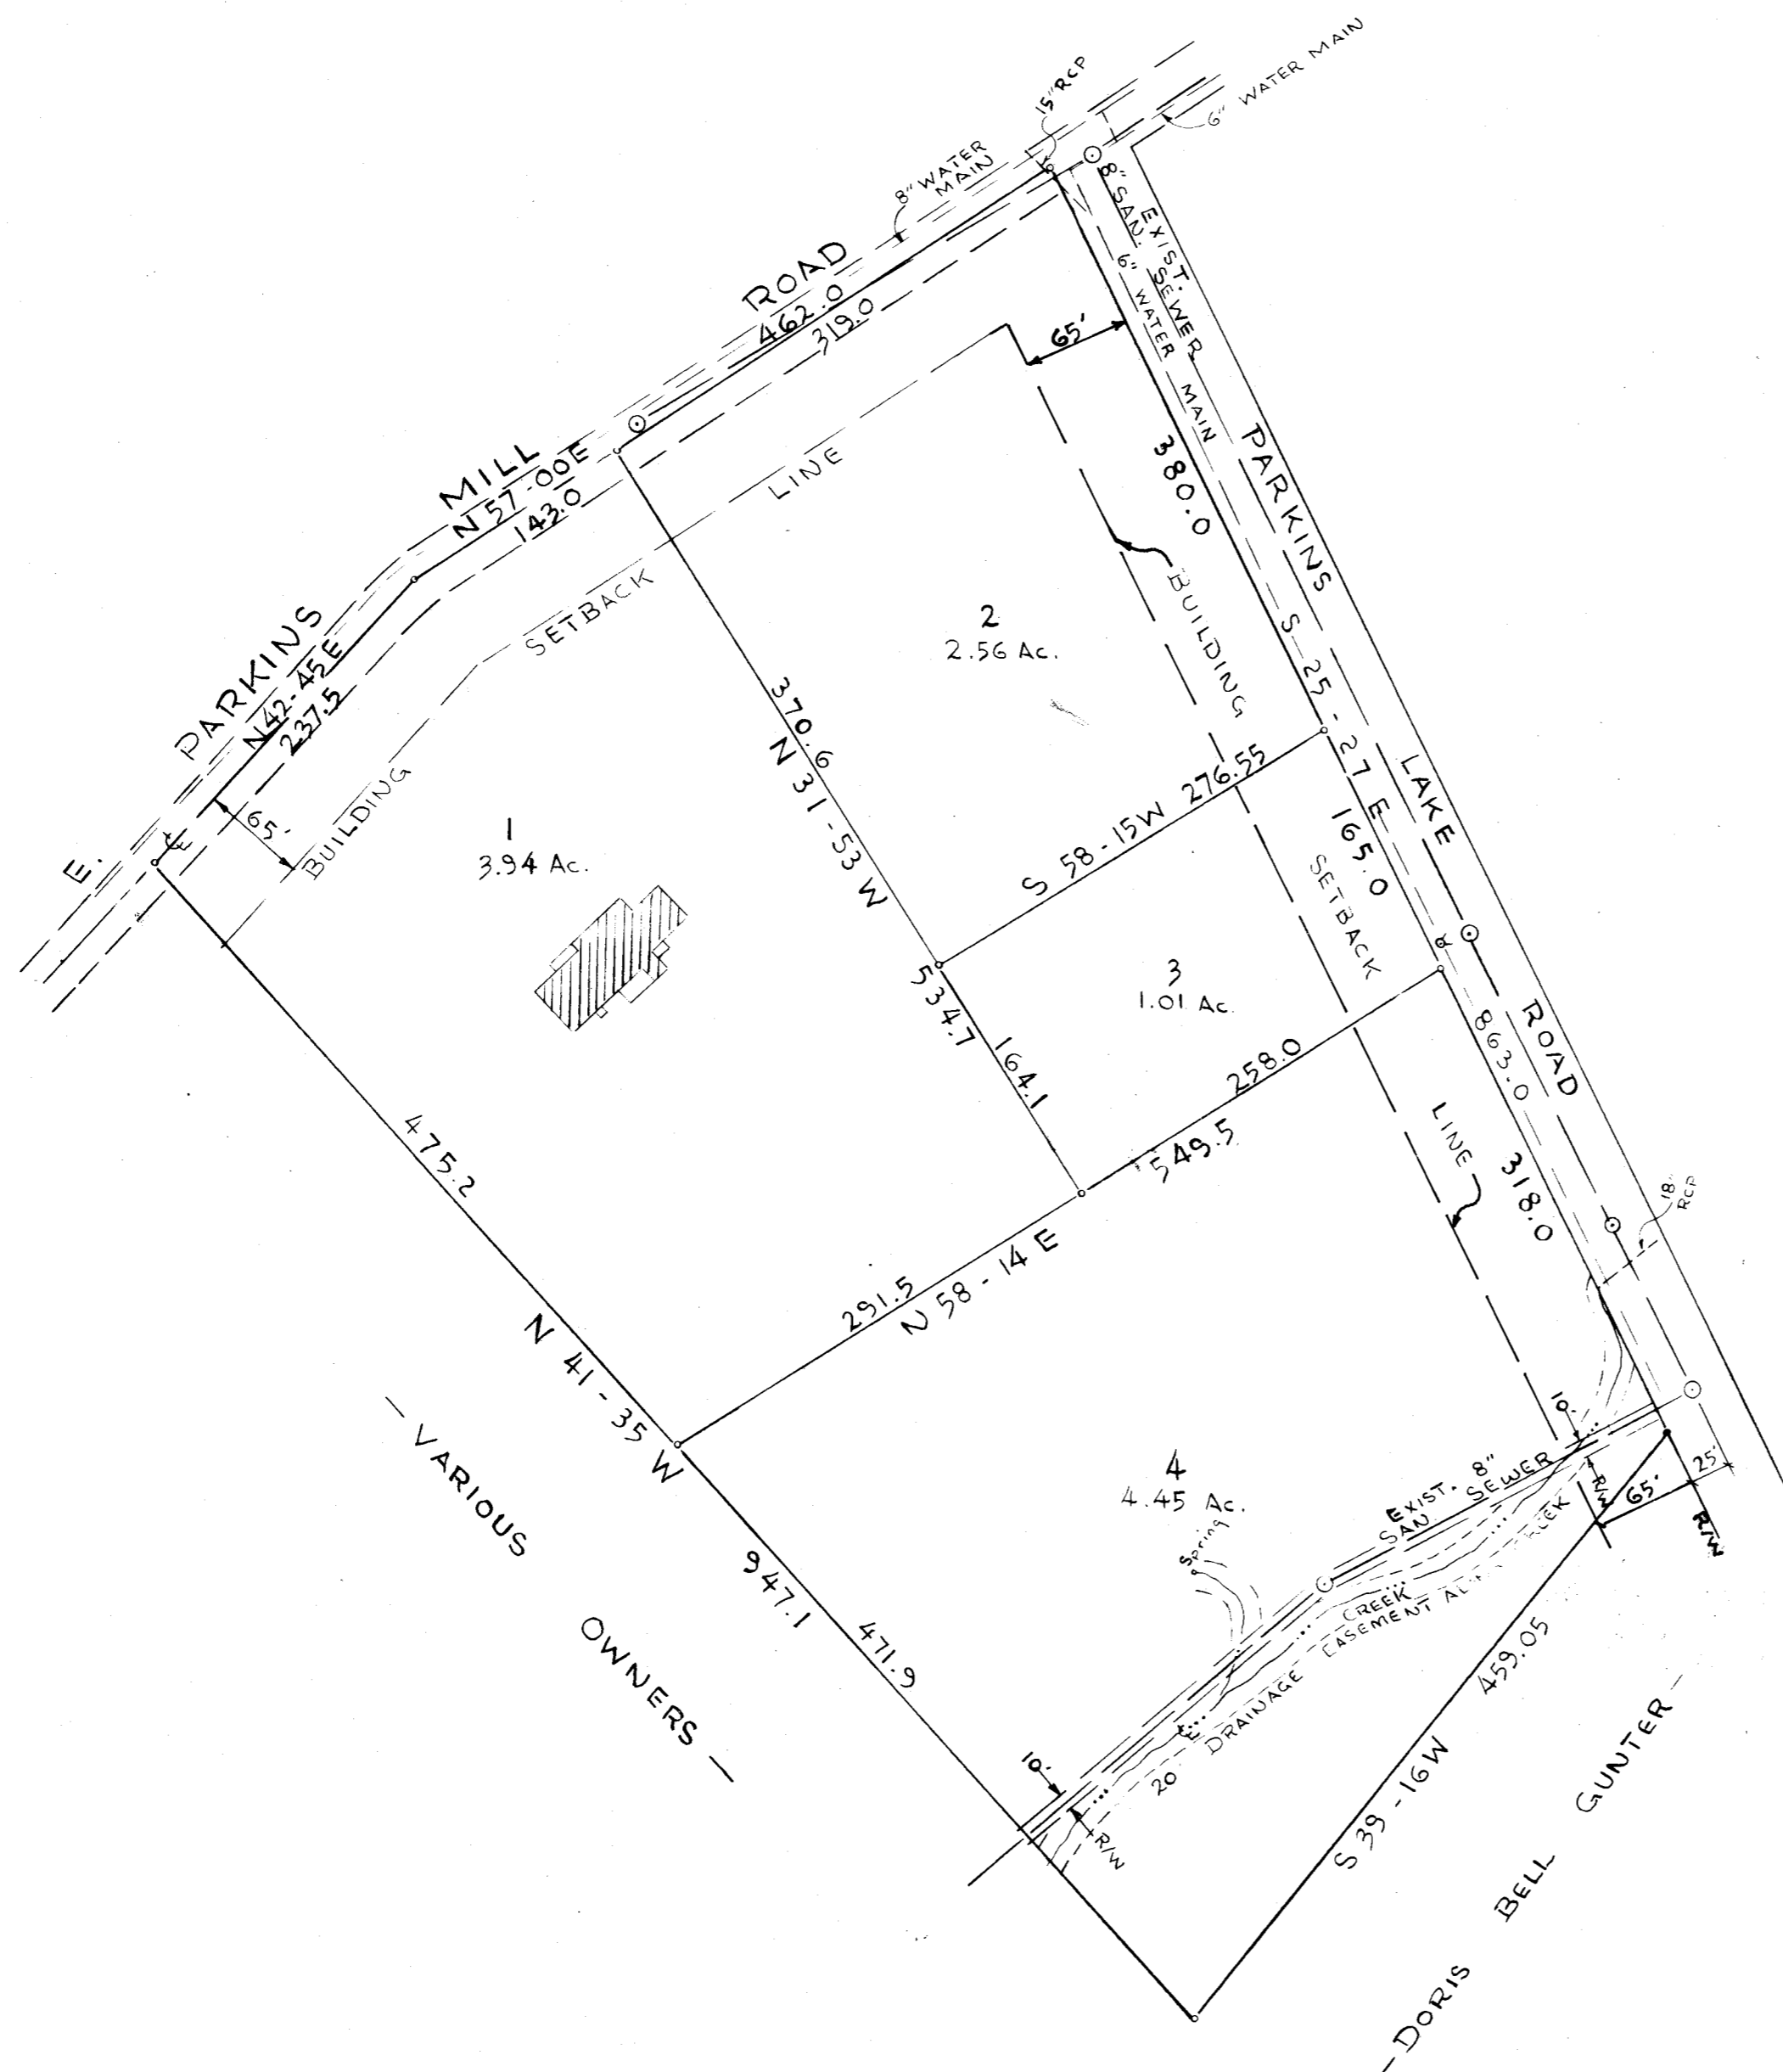 15" RCP
6" WATER MAIN
8" WATER
MAIN
E. PARKINS MILL ROAD
462.0
319.0
N 57-00E
143.0
N42-45E
237.5
65'
BUILDING SETBACK LINE
EXIST.
8" SAN. SEWER
6" WATER MAIN
65'
PARKINS LAKE ROAD
380.0
S 25-27 E
165.0
863.0
318.0
BUILDING SETBACK LINE
2
2.56 Ac.
370.6
N 31-53 W
534.7
164.1
S 58-15W 276.55
1
3.94 Ac.
3
1.01 Ac.
258.0
549.5
291.5
N 58-14 E
475.2
N 41-35 W
947.1
471.9
— VARIOUS OWNERS —
4
4.45 Ac.
Spring
18"
RCP
10'
R/W
EXIST. 8"
SAN. SEWER
65'
25'
R/W
CREEK
20' DRAINAGE EASEMENT
CREEK
10'
R/W
459.05
S 39-16W
— DORIS BELL GUNTER —